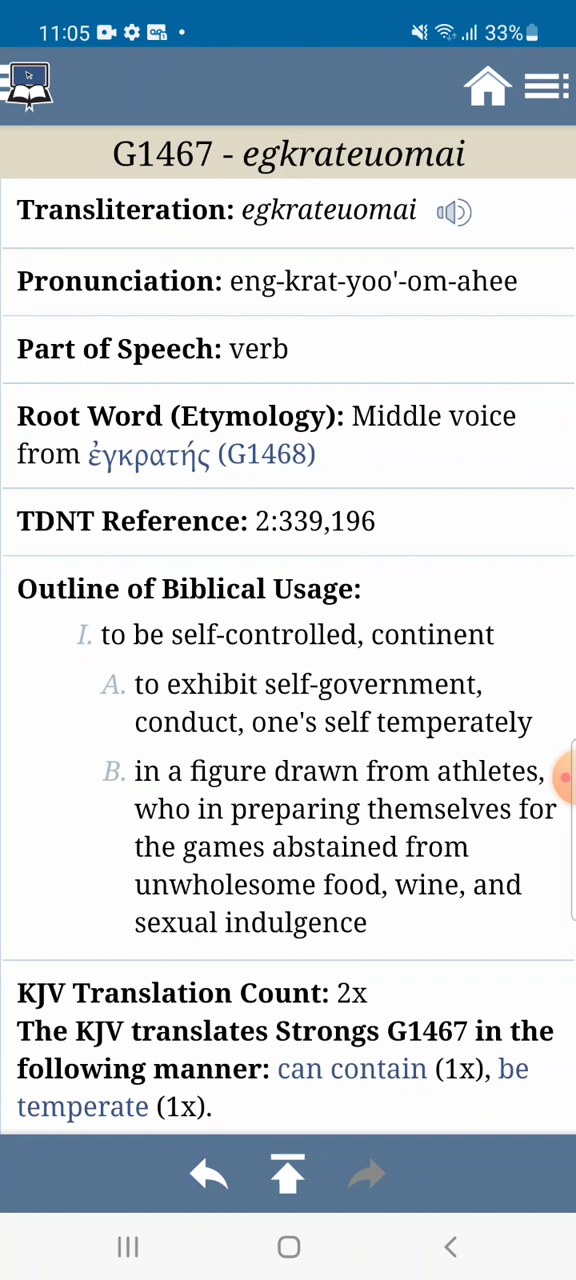 11:05
33%
G1467 - egkrateuomai
Transliteration: egkrateuomai
Pronunciation: eng-krat-yoo'-om-ahee
Part of Speech: verb
Root Word (Etymology): Middle voice
from ἐγκρατής (G1468)
TDNT Reference: 2:339,196
Outline of Biblical Usage:
I. to be self-controlled, continent
A. to exhibit self-government,
conduct, one's self temperately
B. in a figure drawn from athletes,
who in preparing themselves for
the games abstained from
unwholesome food, wine, and
sexual indulgence
KJV Translation Count: 2x
The KJV translates Strongs G1467 in the
following manner: can contain (1x), be
temperate (1x).